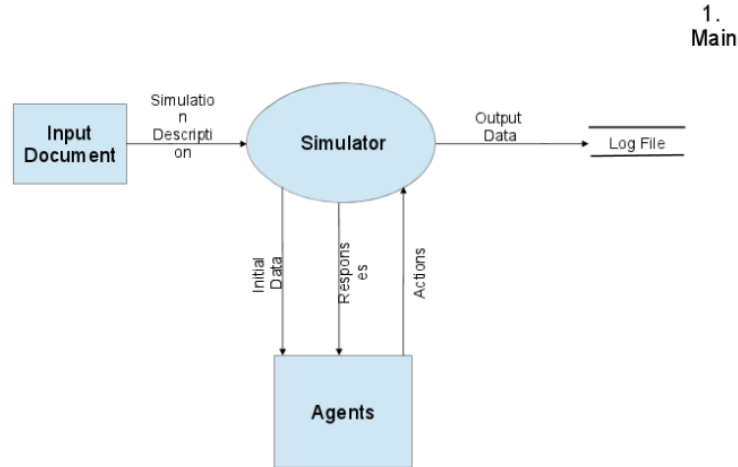 1.
Main
Input
Document
Simulatio
n
Descripti
on
Simulator
Output
Data
Log File
Initial
Data
Respons
es
Actions
Agents